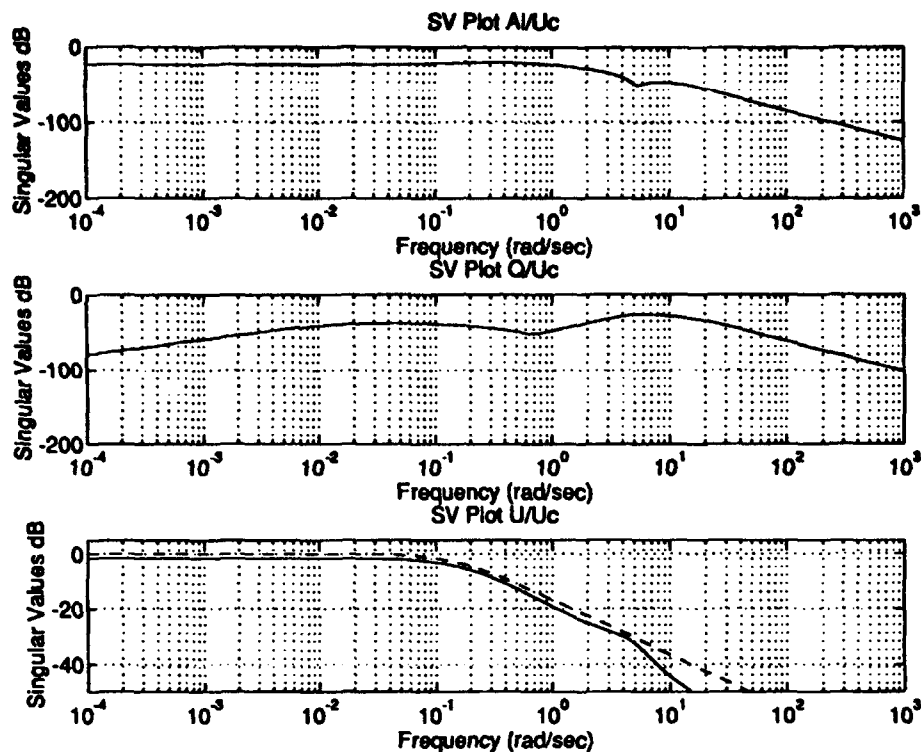 SV Plot Al/Uc
Singular Values dB
0
-100
-200
10^-4 10^-3 10^-2 10^-1 10^0 10^1 10^2 10^3
Frequency (rad/sec)
SV Plot Q/Uc
Singular Values dB
0
-100
-200
10^-4 10^-3 10^-2 10^-1 10^0 10^1 10^2 10^3
Frequency (rad/sec)
SV Plot U/Uc
Singular Values dB
0
-20
-40
10^-4 10^-3 10^-2 10^-1 10^0 10^1 10^2 10^3
Frequency (rad/sec)